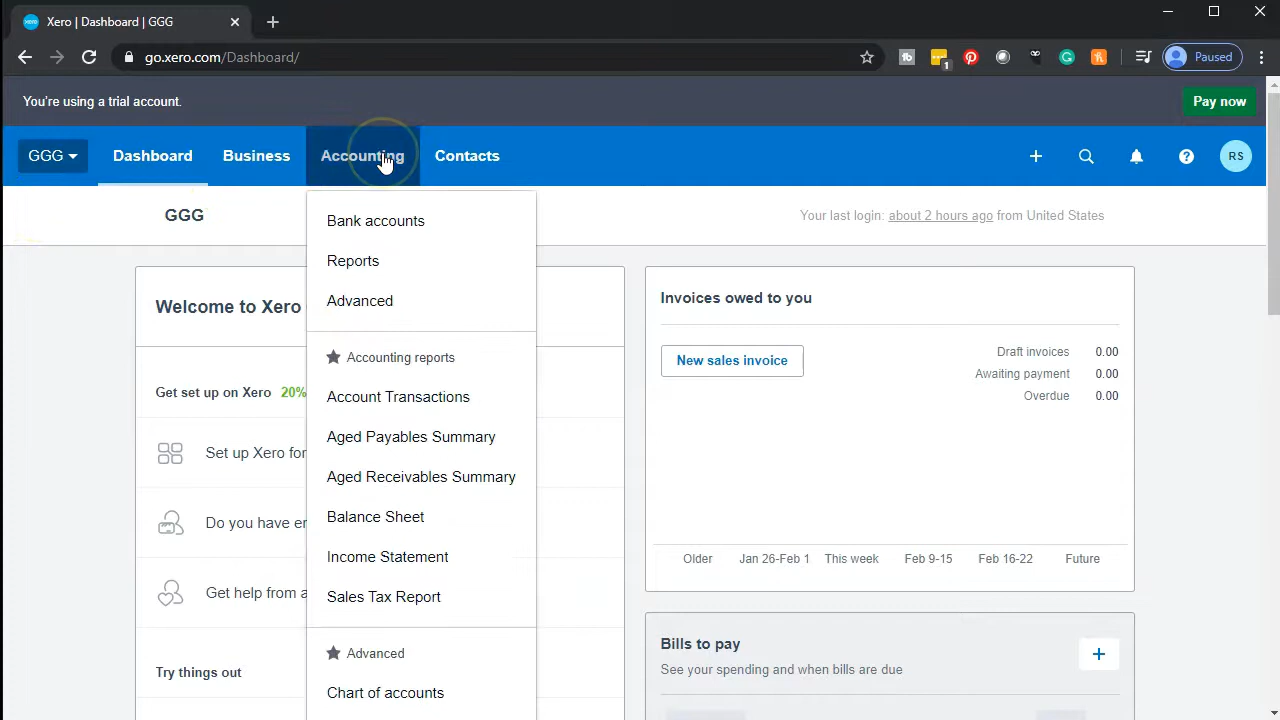 Xero | Dashboard | GGG
go.xero.com/Dashboard/
1
Paused
You're using a trial account.
Pay now
GGG
Dashboard
Business
Accounting
Contacts
RS
GGG
Your last login: about 2 hours ago from United States
Bank accounts
Reports
Advanced
Accounting reports
Account Transactions
Aged Payables Summary
Aged Receivables Summary
Balance Sheet
Income Statement
Sales Tax Report
Advanced
Chart of accounts
Welcome to Xero
Get set up on Xero 20%
Set up Xero for
Do you have er
Get help from a
Try things out
Invoices owed to you
New sales invoice
Draft invoices 0.00
Awaiting payment 0.00
Overdue 0.00
Older Jan 26-Feb 1 This week Feb 9-15 Feb 16-22 Future
Bills to pay
See your spending and when bills are due